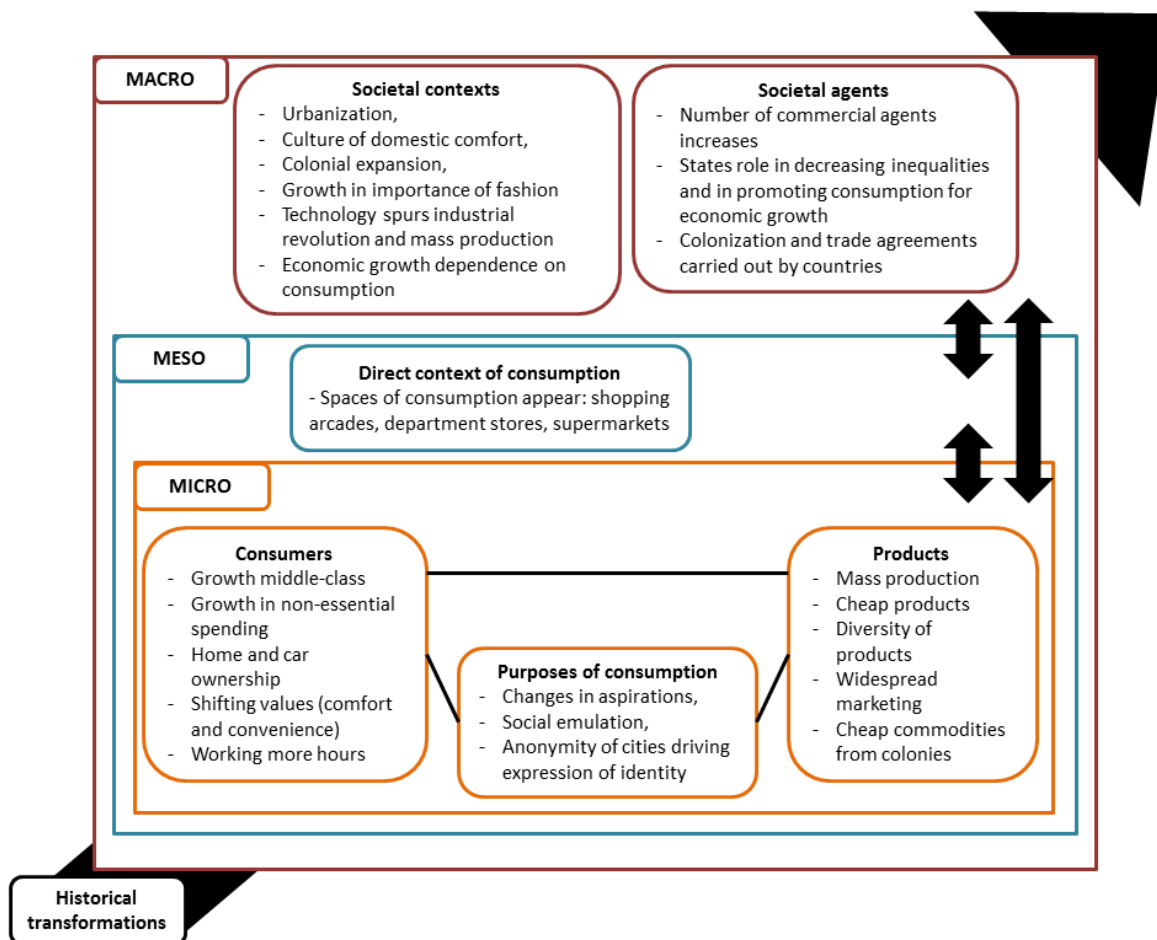 MACRO
Societal contexts
- Urbanization,
- Culture of domestic comfort,
- Colonial expansion,
- Growth in importance of fashion
- Technology spurs industrial
revolution and mass production
- Economic growth dependence on
consumption
Societal agents
- Number of commercial agents
increases
- States role in decreasing inequalities
and in promoting consumption for
economic growth
- Colonization and trade agreements
carried out by countries
MESO
Direct context of consumption
- Spaces of consumption appear: shopping
arcades, department stores, supermarkets
MICRO
Consumers
- Growth middle-class
- Growth in non-essential
spending
- Home and car
ownership
- Shifting values (comfort
and convenience)
- Working more hours
Purposes of consumption
- Changes in aspirations,
- Social emulation,
- Anonymity of cities driving
expression of identity
Products
- Mass production
- Cheap products
- Diversity of
products
- Widespread
marketing
- Cheap commodities
from colonies
Historical
transformations